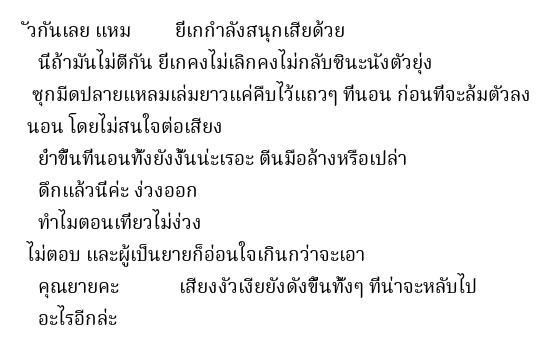 ัวกันเลย แหม ยี่เกกำลังสนุกเสียด้วย
นี่ถ้ามันไม่ตีกัน ยี่เกคงไม่เลิกคงไม่กลับซินะนังตัวยุ่ง
ซุกมีดปลายแหลมเล่มยาวแค่คืบไว้แถวๆ ที่นอน ก่อนที่จะล้มตัวลง
นอน โดยไม่สนใจต่อเสียง
ย่ำขึ้นที่นอนทั้งยังงั้นน่ะเรอะ ตีนมือล้างหรือเปล่า
ดึกแล้วนี่ค่ะ ง่วงออก
ทำไมตอนเที่ยวไม่ง่วง
ไม่ตอบ และผู้เป็นยายก็อ่อนใจเกินกว่าจะเอา
คุณยายคะ เสียงงัวเงียยังดังขึ้นทั้งๆ ที่น่าจะหลับไป
อะไรอีกล่ะ